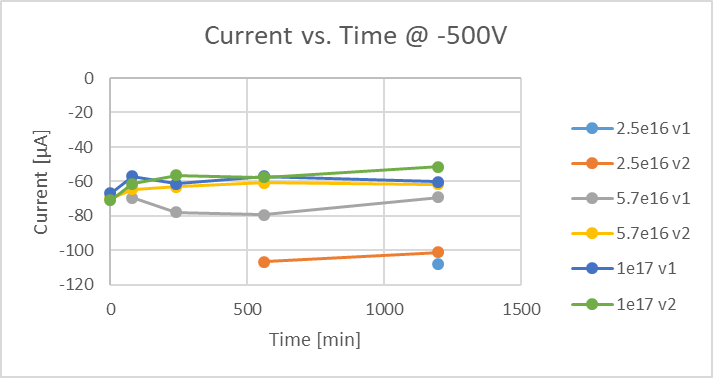 Current vs. Time @ -500V
0
-20
-40
-60
-80
-100
-120
Current [µA]
0
500
1000
1500
Time [min]
2.5e16 v1
2.5e16 v2
5.7e16 v1
5.7e16 v2
1e17 v1
1e17 v2